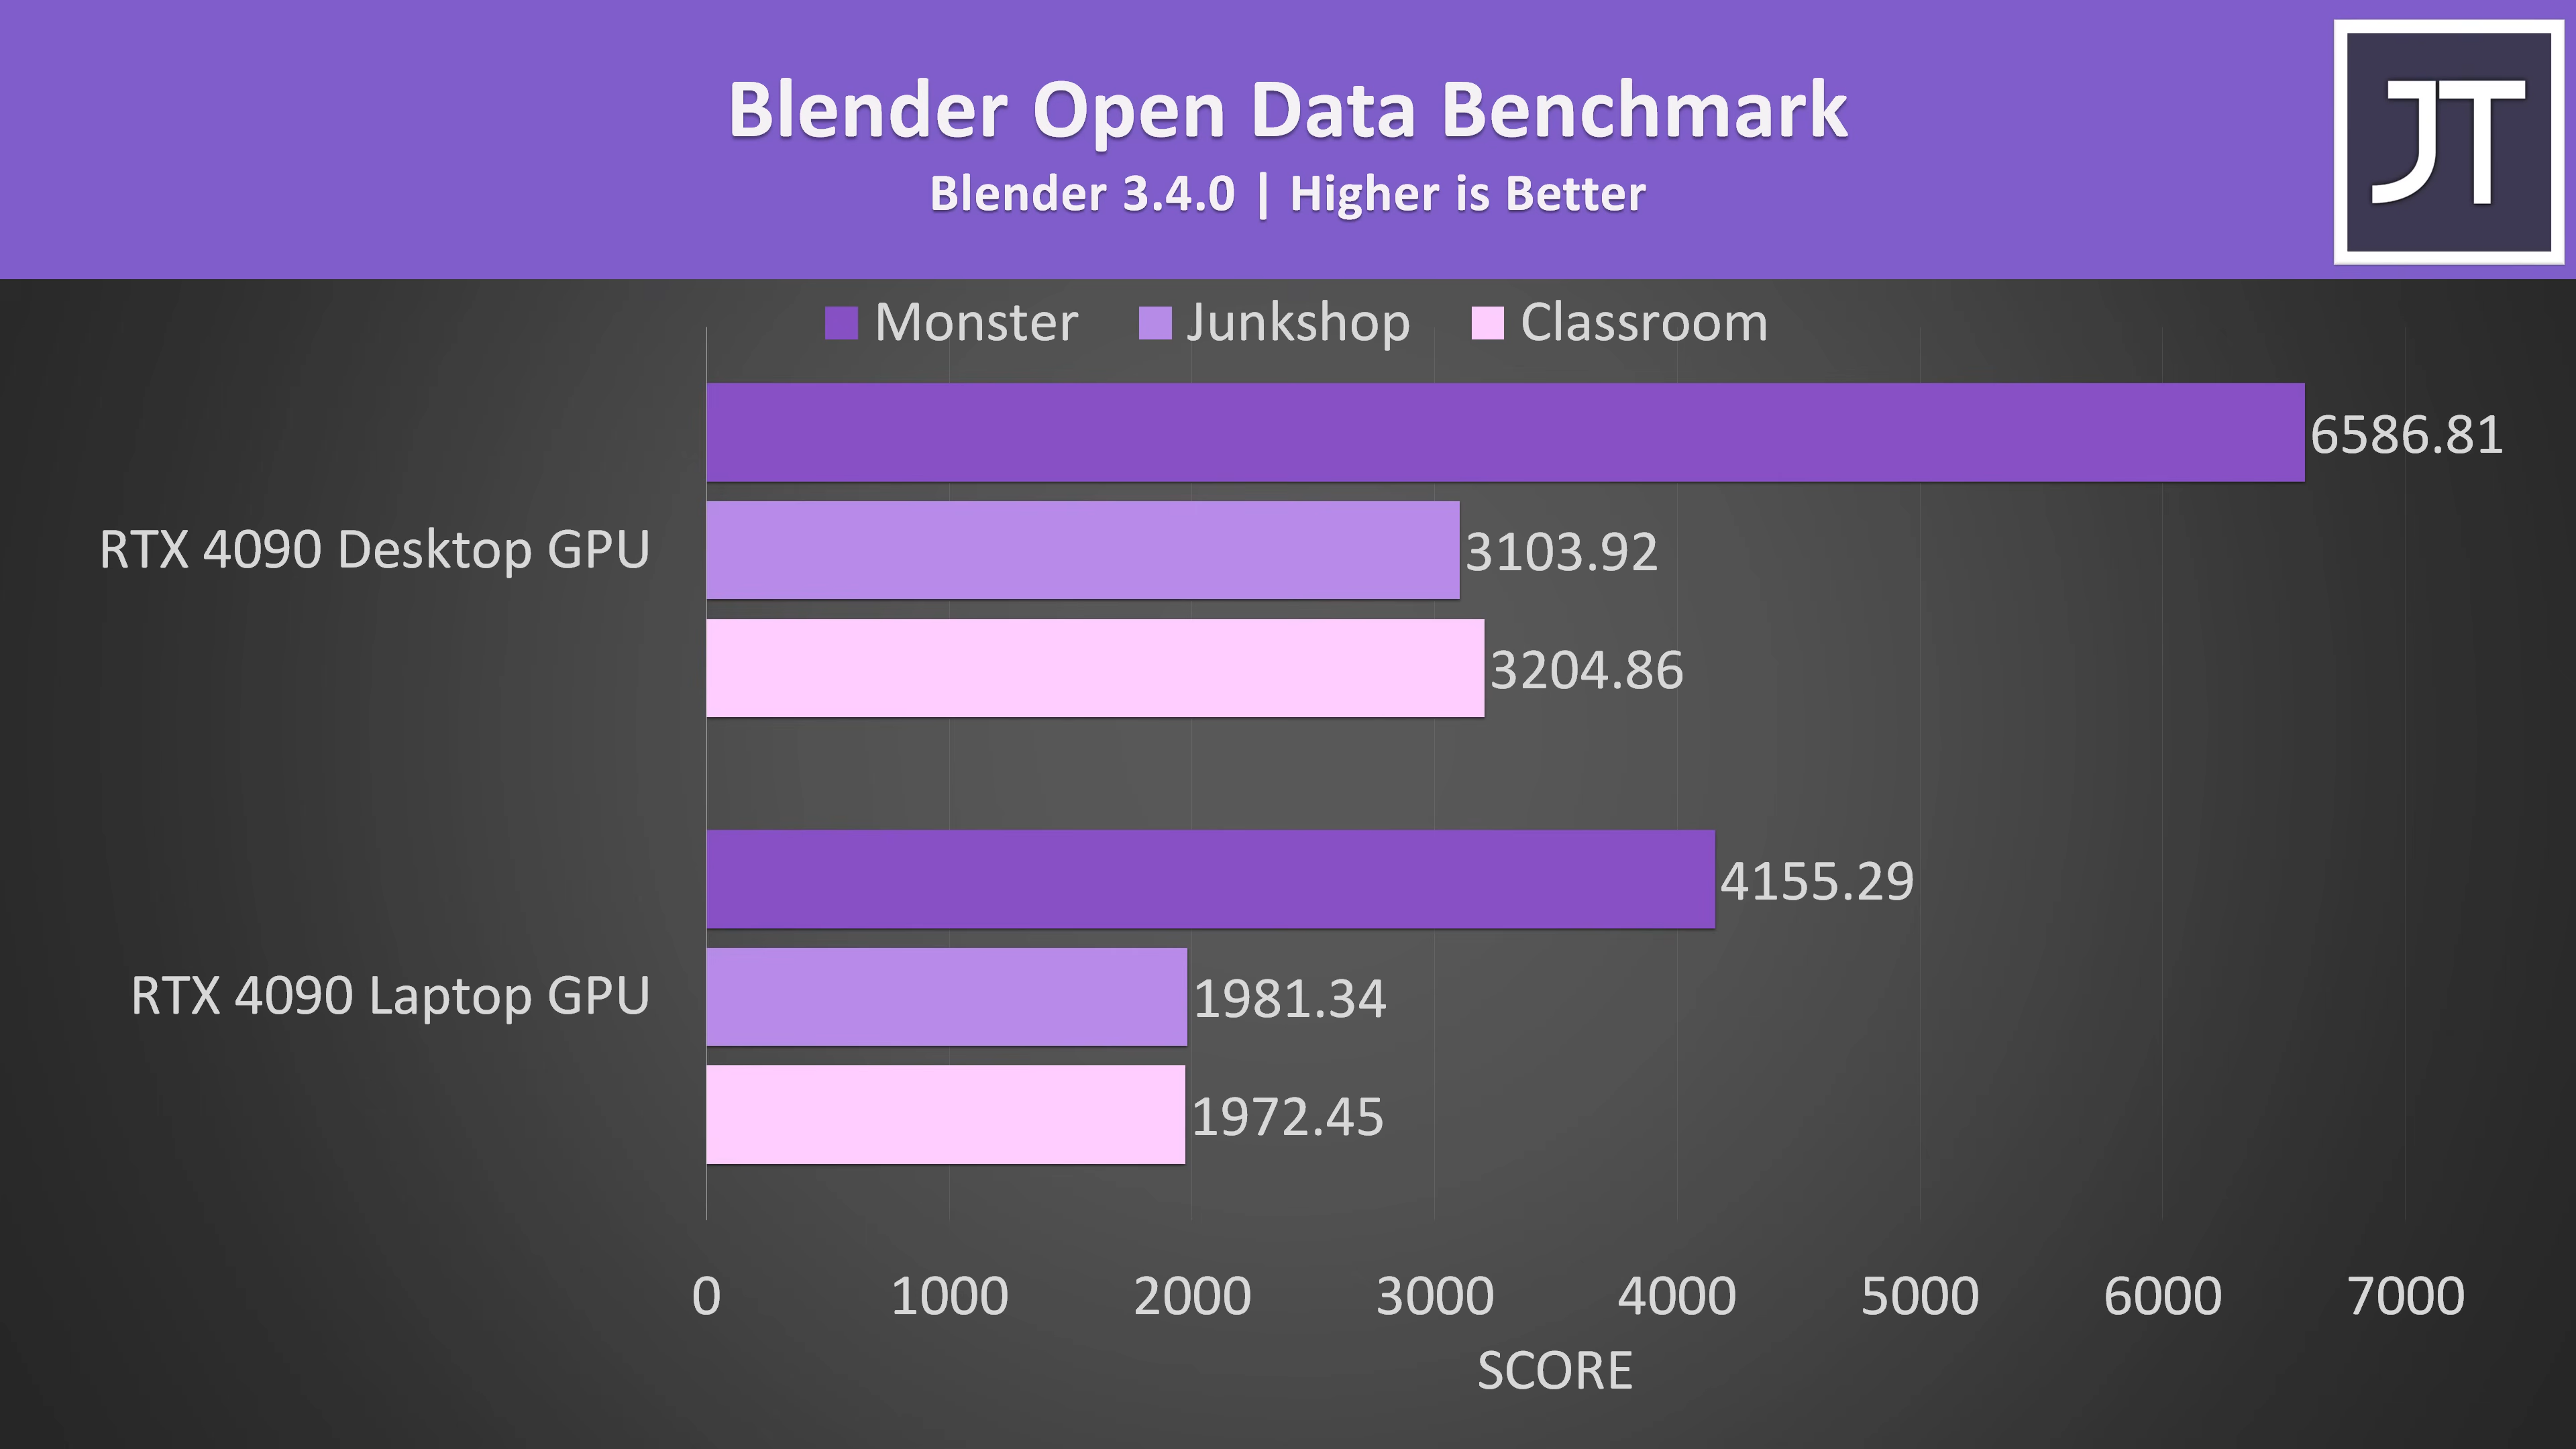 Blender Open Data Benchmark
Blender 3.4.0 | Higher is Better
JT
Monster Junkshop Classroom
6586.81
RTX 4090 Desktop GPU 3103.92
3204.86
4155.29
RTX 4090 Laptop GPU 1981.34
1972.45
0 1000 2000 3000 4000 5000 6000 7000
SCORE